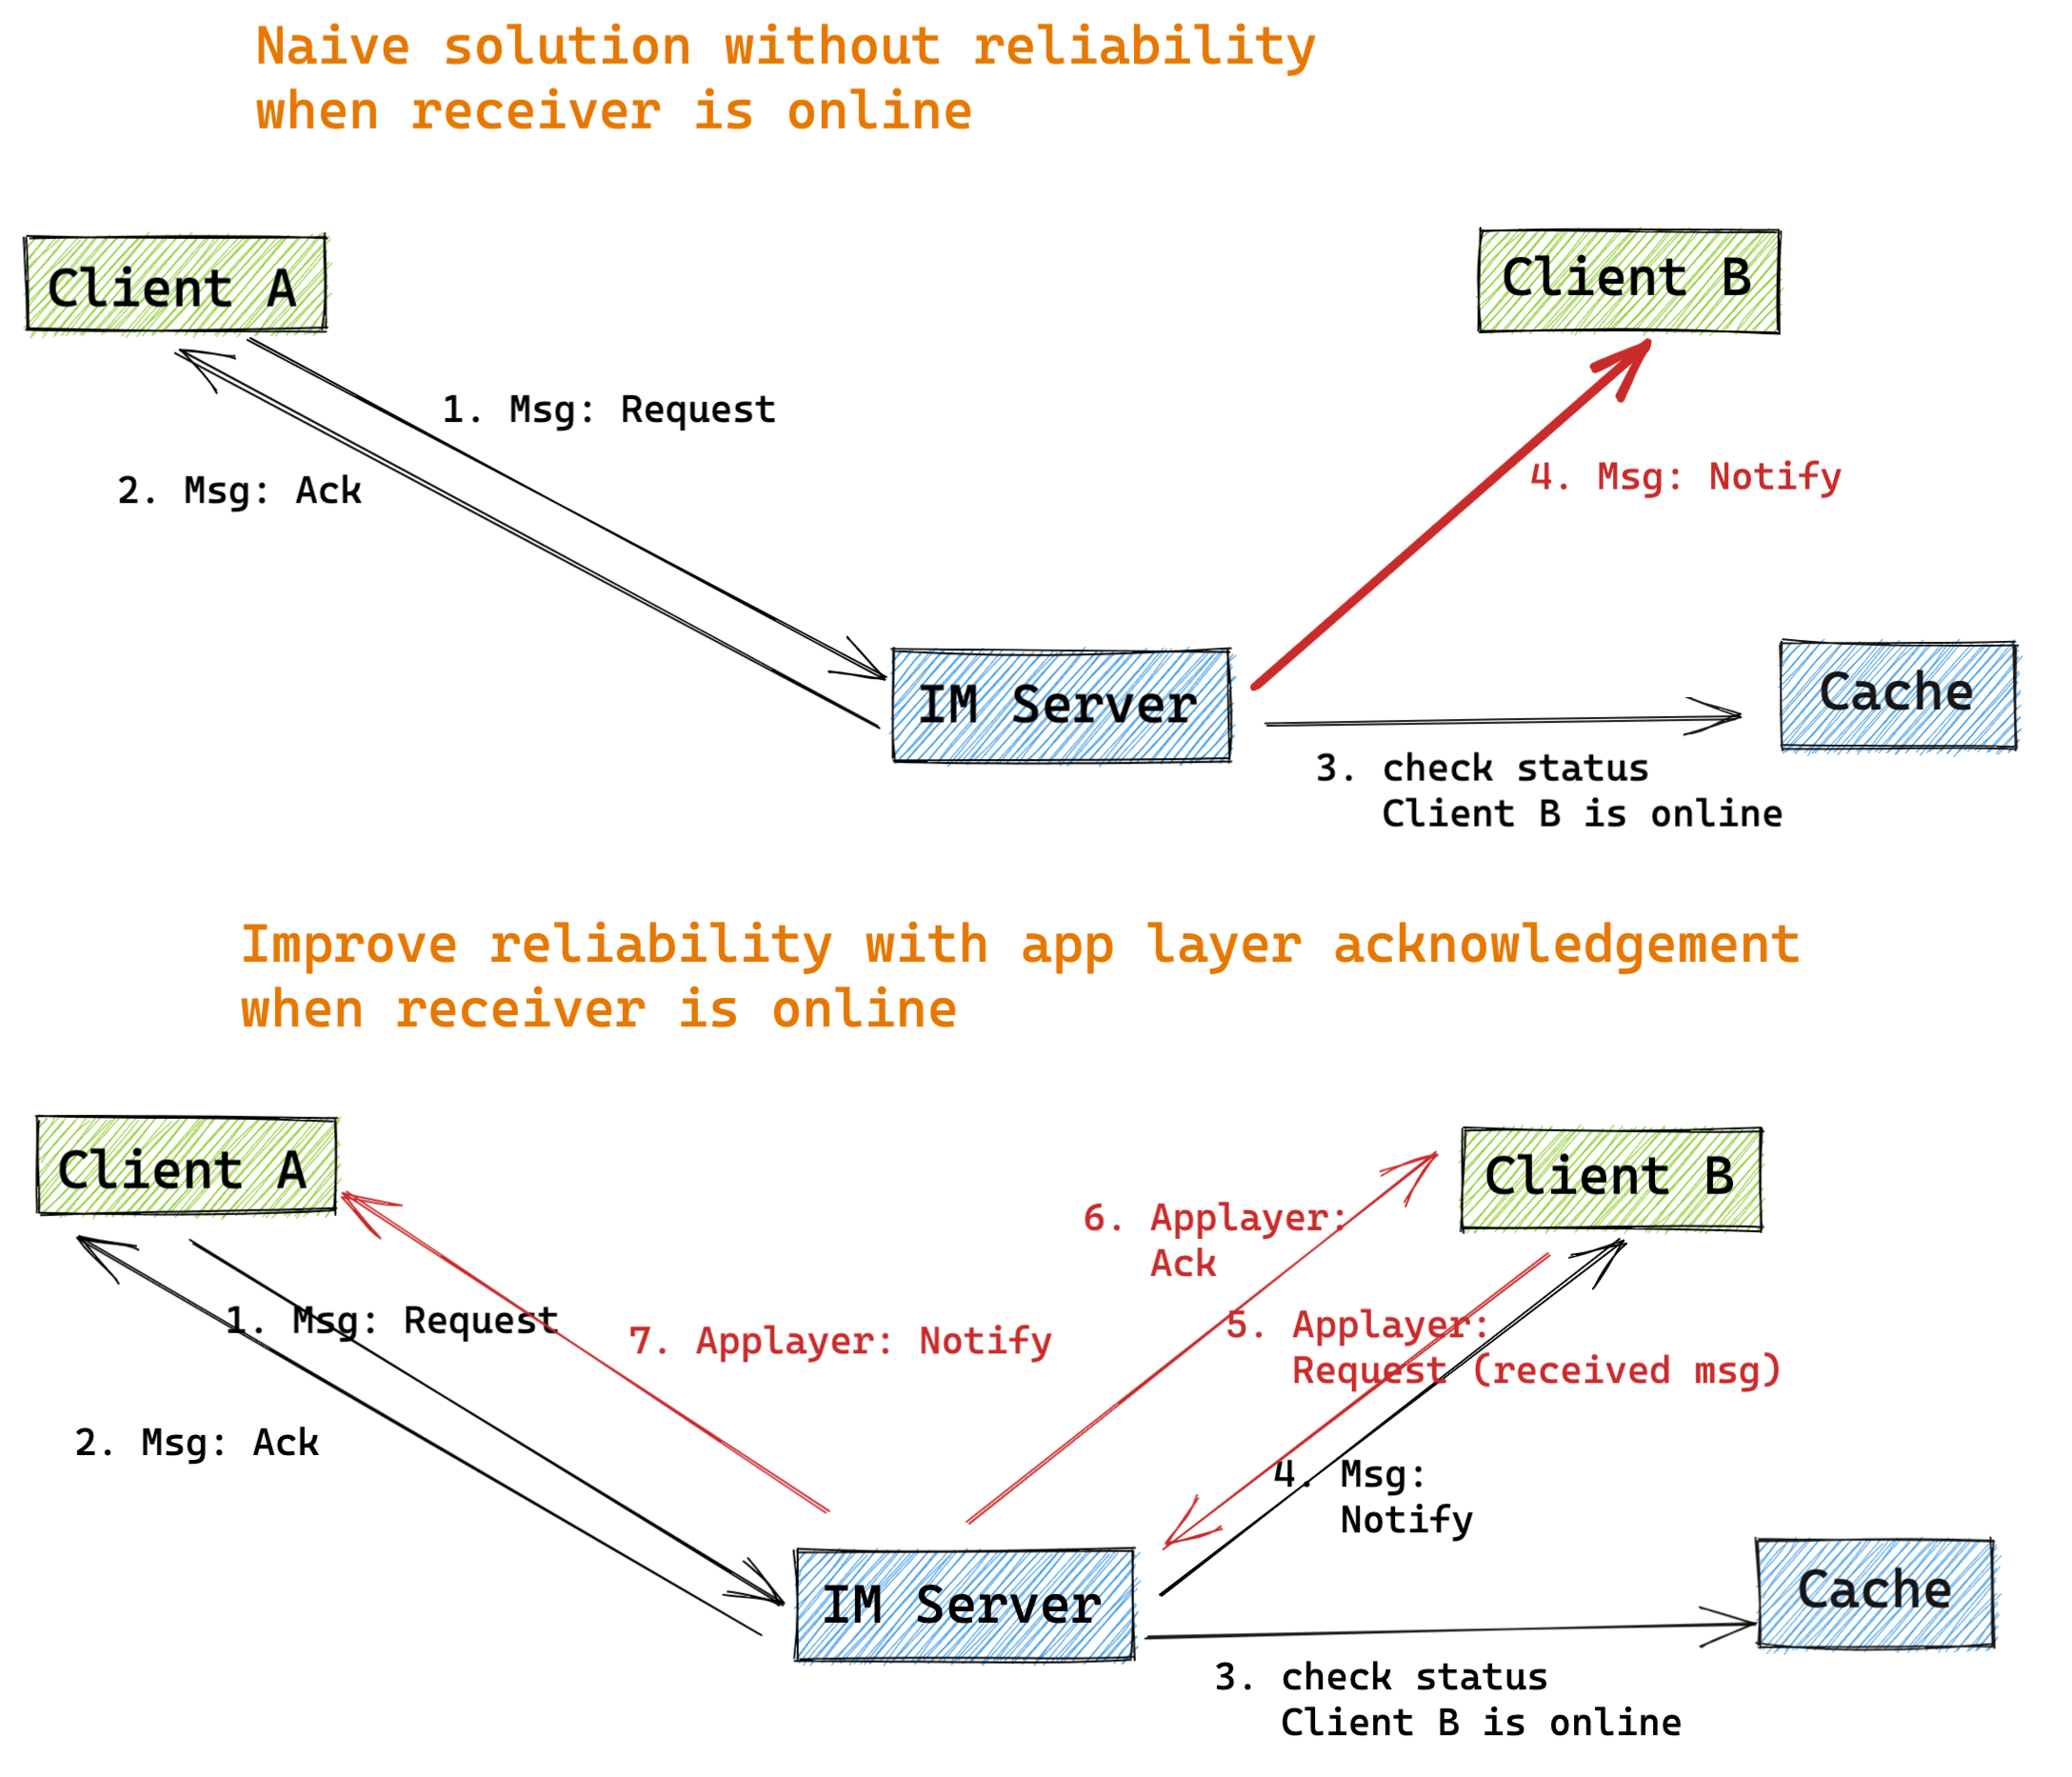 Naive solution without reliability
when receiver is online
Client A
Client B
1. Msg: Request
2. Msg: Ack
4. Msg: Notify
IM Server
Cache
3. check status
Client B is online
Improve reliability with app layer acknowledgement
when receiver is online
Client A
Client B
6. Applayer:
Ack
1. Msg: Request
7. Applayer: Notify
5. Applayer:
Request (received msg)
2. Msg: Ack
4. Msg:
Notify
IM Server
Cache
3. check status
Client B is online